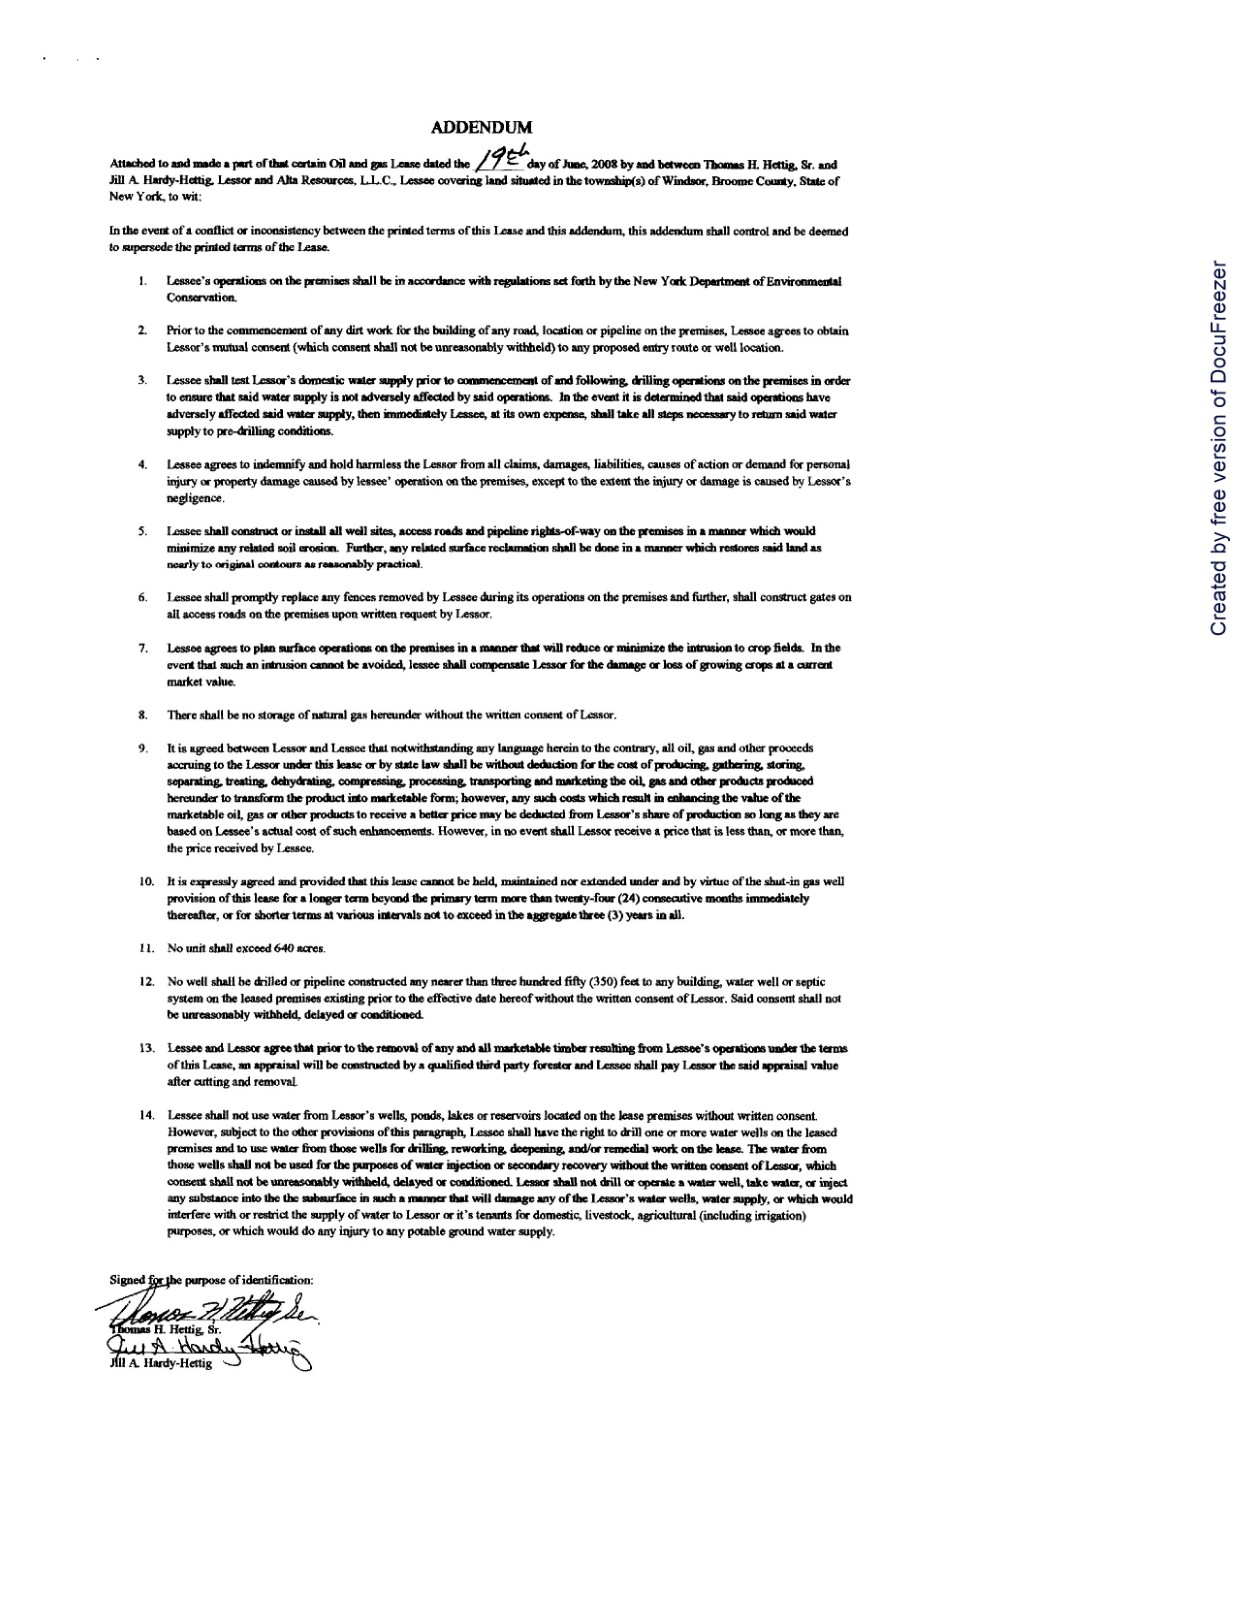 ADDENDUM
Attached to and made a part of that certain Oil and gas Lease dated the 19th day of June, 2008 by and between Thomas H. Hettig, Sr. and
Jill A. Hardy-Hettig, Lessor and Alta Resources, L.L.C., Lessee covering land situated in the township(s) of Windsor, Broome County, State of
New York, to wit:
In the event of a conflict or inconsistency between the printed terms of this Lease and this addendum, this addendum shall control and be deemed
to supersede the printed terms of the Lease.
1. Lessee's operations on the premises shall be in accordance with regulations set forth by the New York Department of Environmental
Conservation.
2. Prior to the commencement of any dirt work for the building of any road, location or pipeline on the premises, Lessee agrees to obtain
Lessor's mutual consent (which consent shall not be unreasonably withheld) to any proposed entry route or well location.
3. Lessee shall test Lessor's domestic water supply prior to commencement of and following, drilling operations on the premises in order
to ensure that said water supply is not adversely affected by said operations. In the event it is determined that said operations have
adversely affected said water supply, then immediately Lessee, at its own expense, shall take all steps necessary to return said water
supply to pre-drilling conditions.
4. Lessee agrees to indemnify and hold harmless the Lessor from all claims, damages, liabilities, causes of action or demand for personal
injury or property damage caused by lessee' operation on the premises, except to the extent the injury or damage is caused by Lessor's
negligence.
5. Lessee shall construct or install all well sites, access roads and pipeline rights-of-way on the premises in a manner which would
minimize any related soil erosion. Further, any related surface reclamation shall be done in a manner which restores said land as
nearly to original contours as reasonably practical.
6. Lessee shall promptly replace any fences removed by Lessee during its operations on the premises and further, shall construct gates on
all access roads on the premises upon written request by Lessor.
7. Lessee agrees to plan surface operations on the premises in a manner that will reduce or minimize the intrusion to crop fields. In the
event that such an intrusion cannot be avoided, lessee shall compensate Lessor for the damage or loss of growing crops at a current
market value.
8. There shall be no storage of natural gas hereunder without the written consent of Lessor.
9. It is agreed between Lessor and Lessee that notwithstanding any language herein to the contrary, all oil, gas and other proceeds
accruing to the Lessor under this lease or by state law shall be without deduction for the cost of producing, gathering, storing,
separating, treating, dehydrating, compressing, processing, transporting and marketing the oil, gas and other products produced
hereunder to transform the product into marketable form; however, any such costs which result in enhancing the value of the
marketable oil, gas or other products to receive a better price may be deducted from Lessor's share of production so long as they are
based on Lessee's actual cost of such enhancements. However, in no event shall Lessor receive a price that is less than, or more than,
the price received by Lessee.
10. It is expressly agreed and provided that this lease cannot be held, maintained nor extended under and by virtue of the shut-in gas well
provision of this lease for a longer term beyond the primary term more than twenty-four (24) consecutive months immediately
thereafter, or for shorter terms at various intervals not to exceed in the aggregate three (3) years in all.
11. No unit shall exceed 640 acres.
12. No well shall be drilled or pipeline constructed any nearer than three hundred fifty (350) feet to any building, water well or septic
system on the leased premises existing prior to the effective date hereof without the written consent of Lessor. Said consent shall not
be unreasonably withheld, delayed or conditioned.
13. Lessee and Lessor agree that prior to the removal of any and all marketable timber resulting from Lessee's operations under the terms
of this Lease, an appraisal will be constructed by a qualified third party forester and Lessee shall pay Lessor the said appraisal value
after cutting and removal.
14. Lessee shall not use water from Lessor's wells, ponds, lakes or reservoirs located on the lease premises without written consent.
However, subject to the other provisions of this paragraph, Lessee shall have the right to drill one or more water wells on the leased
premises and to use water from those wells for drilling, reworking, deepening, and/or remedial work on the lease. The water from
those wells shall not be used for the purposes of water injection or secondary recovery without the written consent of Lessor, which
consent shall not be unreasonably withheld, delayed or conditioned. Lessor shall not drill or operate a water well, take water, or inject
any substance into the the subsurface in such a manner that will damage any of the Lessor's water wells, water supply, or which would
interfere with or restrict the supply of water to Lessor or it's tenants for domestic, livestock, agricultural (including irrigation)
purposes, or which would do any injury to any potable ground water supply.
Signed for the purpose of identification:
Thomas H Hettig Sr.
Thomas H. Hettig, Sr.
Jill A. Hardy-Hettig
Jill A. Hardy-Hettig
Created by free version of DocuFreezer